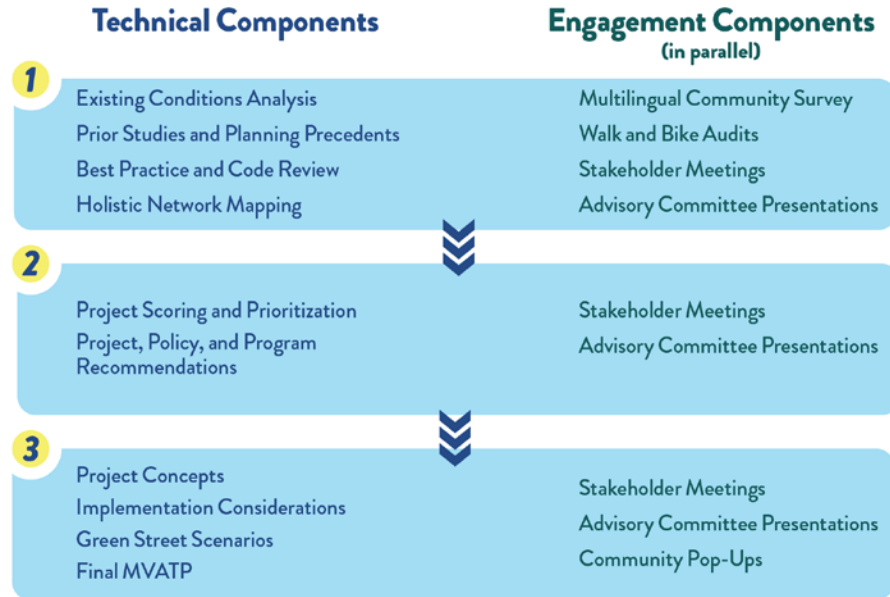 Technical Components
Engagement Components
(in parallel)
1
Existing Conditions Analysis
Prior Studies and Planning Precedents
Best Practice and Code Review
Holistic Network Mapping
Multilingual Community Survey
Walk and Bike Audits
Stakeholder Meetings
Advisory Committee Presentations
2
Project Scoring and Prioritization
Project, Policy, and Program
Recommendations
Stakeholder Meetings
Advisory Committee Presentations
3
Project Concepts
Implementation Considerations
Green Street Scenarios
Final MVATP
Stakeholder Meetings
Advisory Committee Presentations
Community Pop-Ups